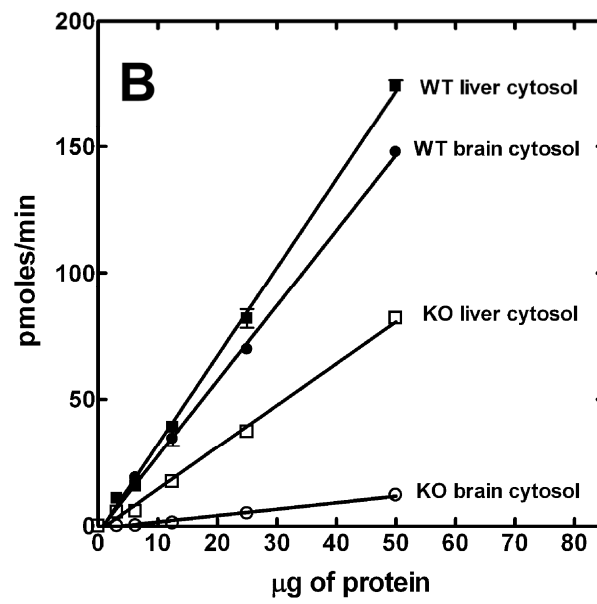 200
B
WT liver cytosol
150
WT brain cytosol
pmoles/min
100
KO liver cytosol
50
KO brain cytosol
0
0 10 20 30 40 50 60 70 80
μg of protein